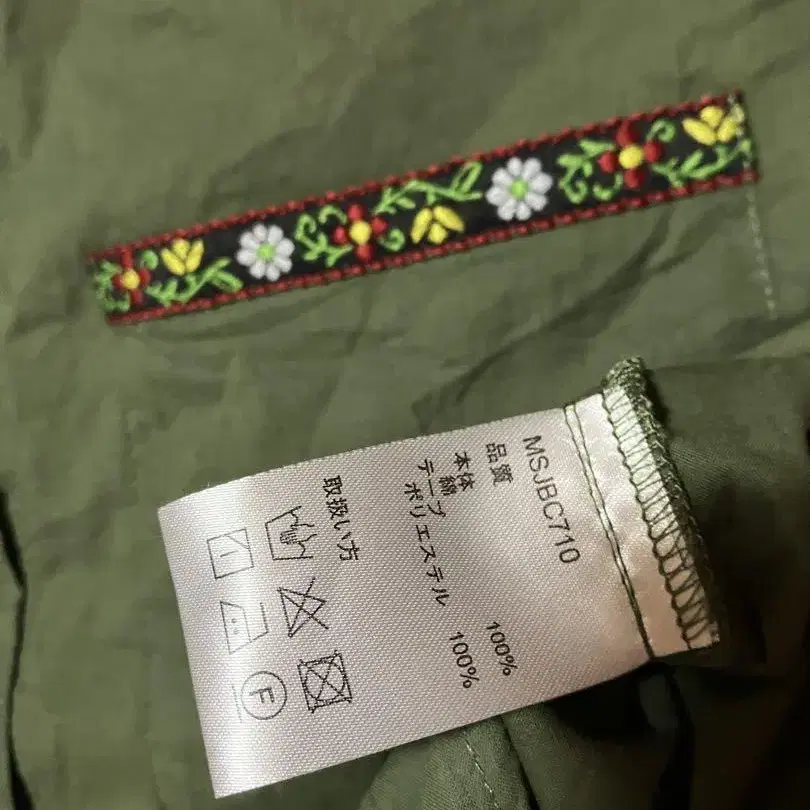 MSJBC710
品質
本体
綿 100%
テープ
ポリエステル 100%
取扱い方
F